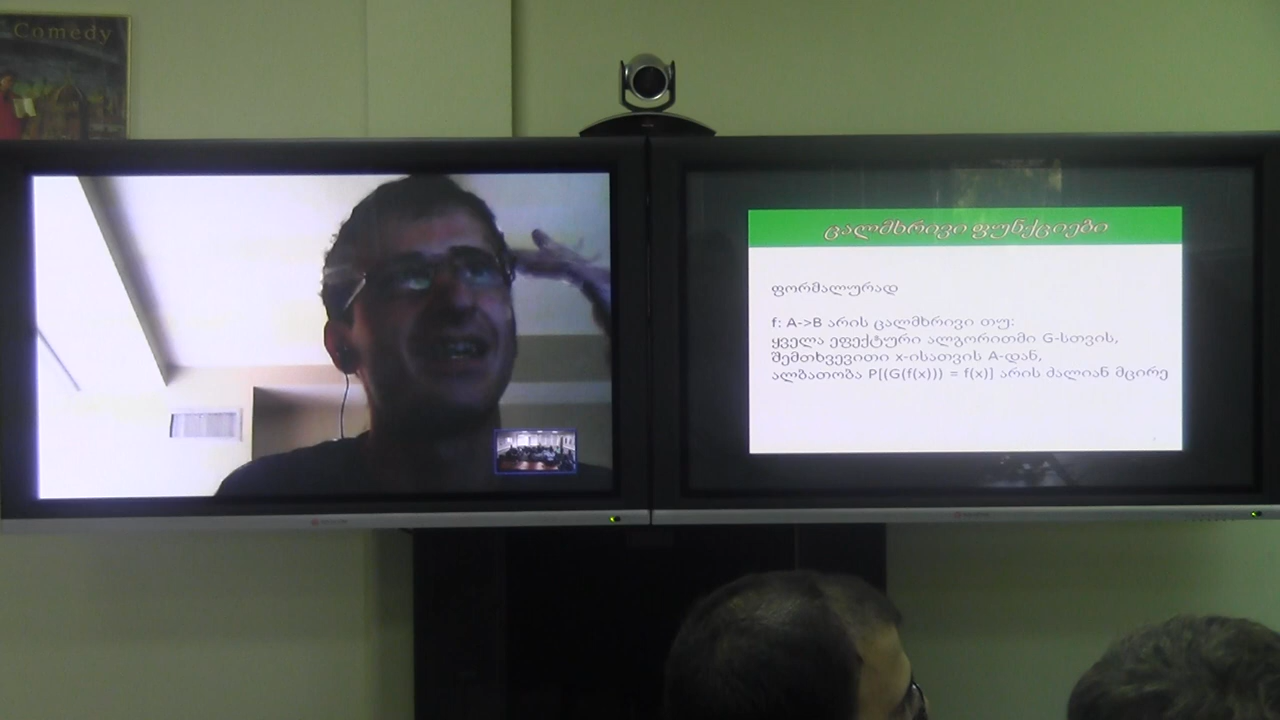 Comedy
ცალმხრივი ფუნქციები
ფორმალურად
f: A->B არის ცალმხრივი თუ:
ყველა ეფექტური ალგორითმი G-სთვის,
შემთხვევითი x-ისათვის A-დან,
ალბათობა P[(G(f(x))) = f(x)] არის ძალიან მცირე